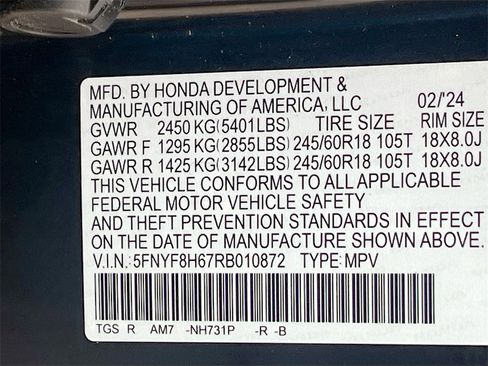 MFD. BY HONDA DEVELOPMENT &
MANUFACTURING OF AMERICA, LLC 02/'24
GVWR 2450 KG(5401LBS) TIRE SIZE RIM SIZE
GAWR F 1295 KG(2855LBS) 245/60R18 105T 18X8.0J
GAWR R 1425 KG(3142LBS) 245/60R18 105T 18X8.0J
THIS VEHICLE CONFORMS TO ALL APPLICABLE
FEDERAL MOTOR VEHICLE SAFETY
AND THEFT PREVENTION STANDARDS IN EFFECT
ON THE DATE OF MANUFACTURE SHOWN ABOVE.
V.I.N.: 5FNYF8H67RB010872 TYPE: MPV
TGS R AM7 -NH731P -R -B